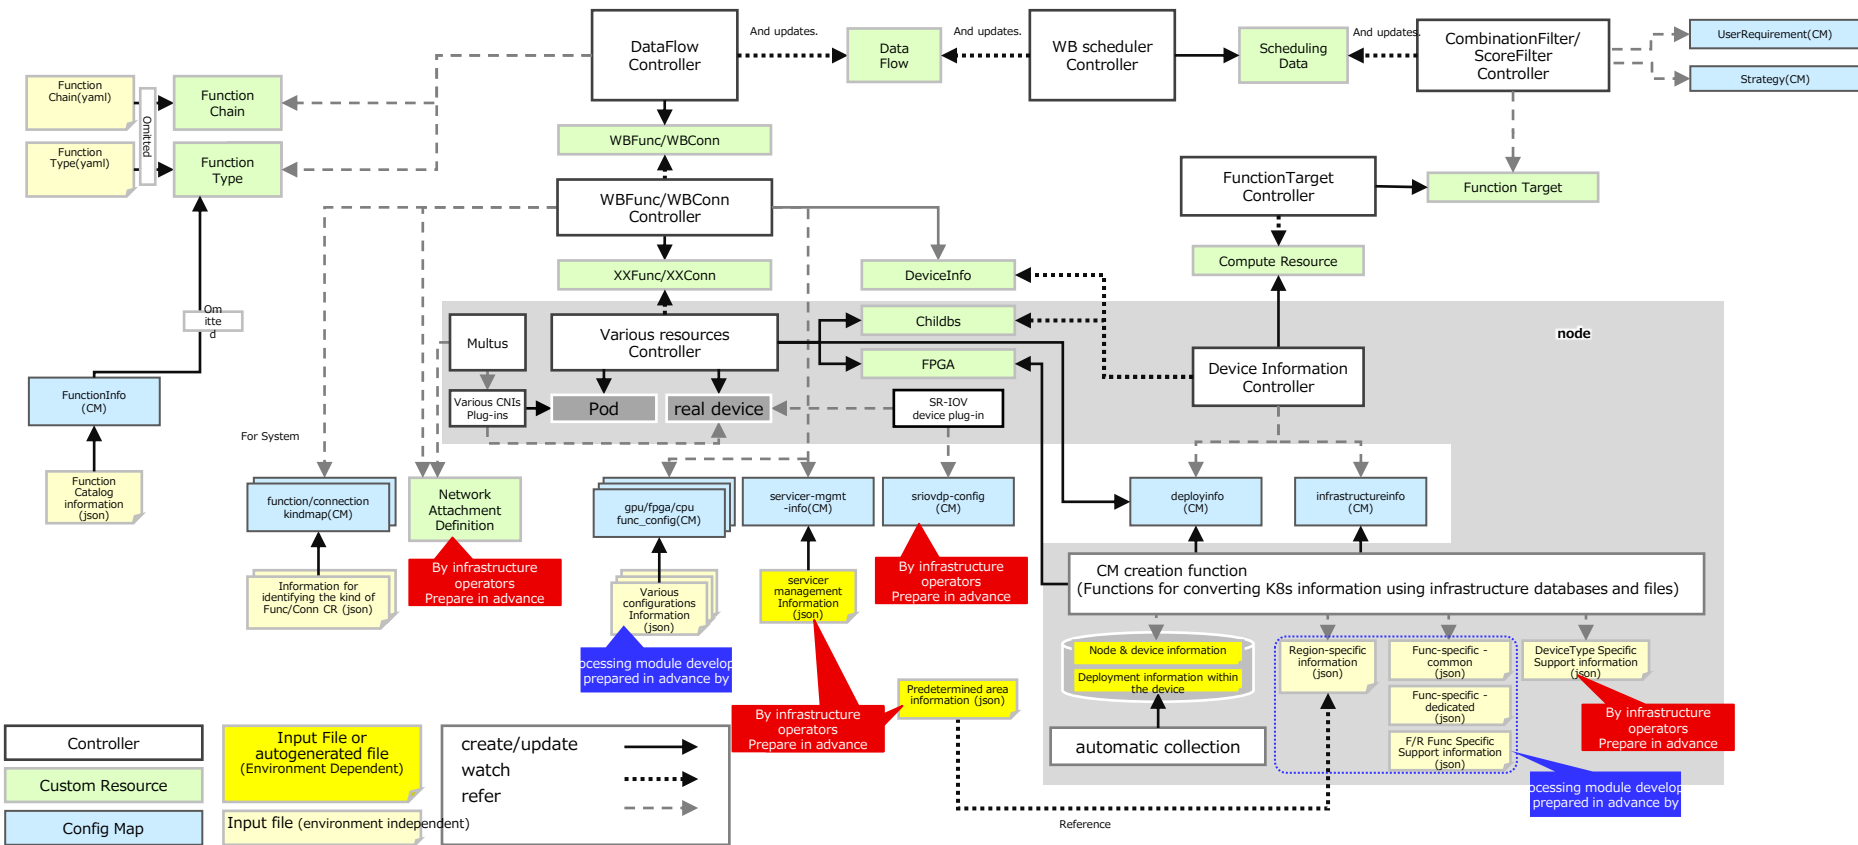 DataFlow
Controller
And updates.
Data
Flow
And updates.
WB scheduler
Controller
Scheduling
Data
And updates.
CombinationFilter/
ScoreFilter
Controller
UserRequirement(CM)
Strategy(CM)
Function
Chain(yaml)
Function
Type(yaml)
Omitted
Function
Chain
Function
Type
WBFunc/WBConn
WBFunc/WBConn
Controller
XXFunc/XXConn
DeviceInfo
FunctionTarget
Controller
Function Target
Compute Resource
Om
itte
d
Multus
Various resources
Controller
Childbs
FPGA
node
Device Information
Controller
FunctionInfo
(CM)
Various CNIs
Plug-ins
Pod
real device
SR-IOV
device plug-in
For System
Function
Catalog
information
(json)
function/connection
kindmap(CM)
Network
Attachment
Definition
gpu/fpga/cpu
func_config(CM)
servicer-mgmt
-info(CM)
sriovdp-config
(CM)
deployinfo
(CM)
infrastructureinfo
(CM)
Information for
identifying the kind of
Func/Conn CR (json)
By infrastructure
operators
Prepare in advance
Various
configurations
Information
(json)
servicer
management
Information
(json)
By infrastructure
operators
Prepare in advance
CM creation function
(Functions for converting K8s information using infrastructure databases and files)
ocessing module develop
prepared in advance by
Node & device information
Deployment information within
the device
Region-specific
information
(json)
Func-specific -
common
(json)
DeviceType Specific
Support information
(json)
Func-specific -
dedicated
(json)
F/R Func Specific
Support information
(json)
Predetermined area
information (json)
By infrastructure
operators
Prepare in advance
automatic collection
By infrastructure
operators
Prepare in advance
ocessing module develop
prepared in advance by
Reference
Controller
Custom Resource
Config Map
Input File or
autogenerated file
(Environment Dependent)
Input file (environment independent)
create/update
watch
refer